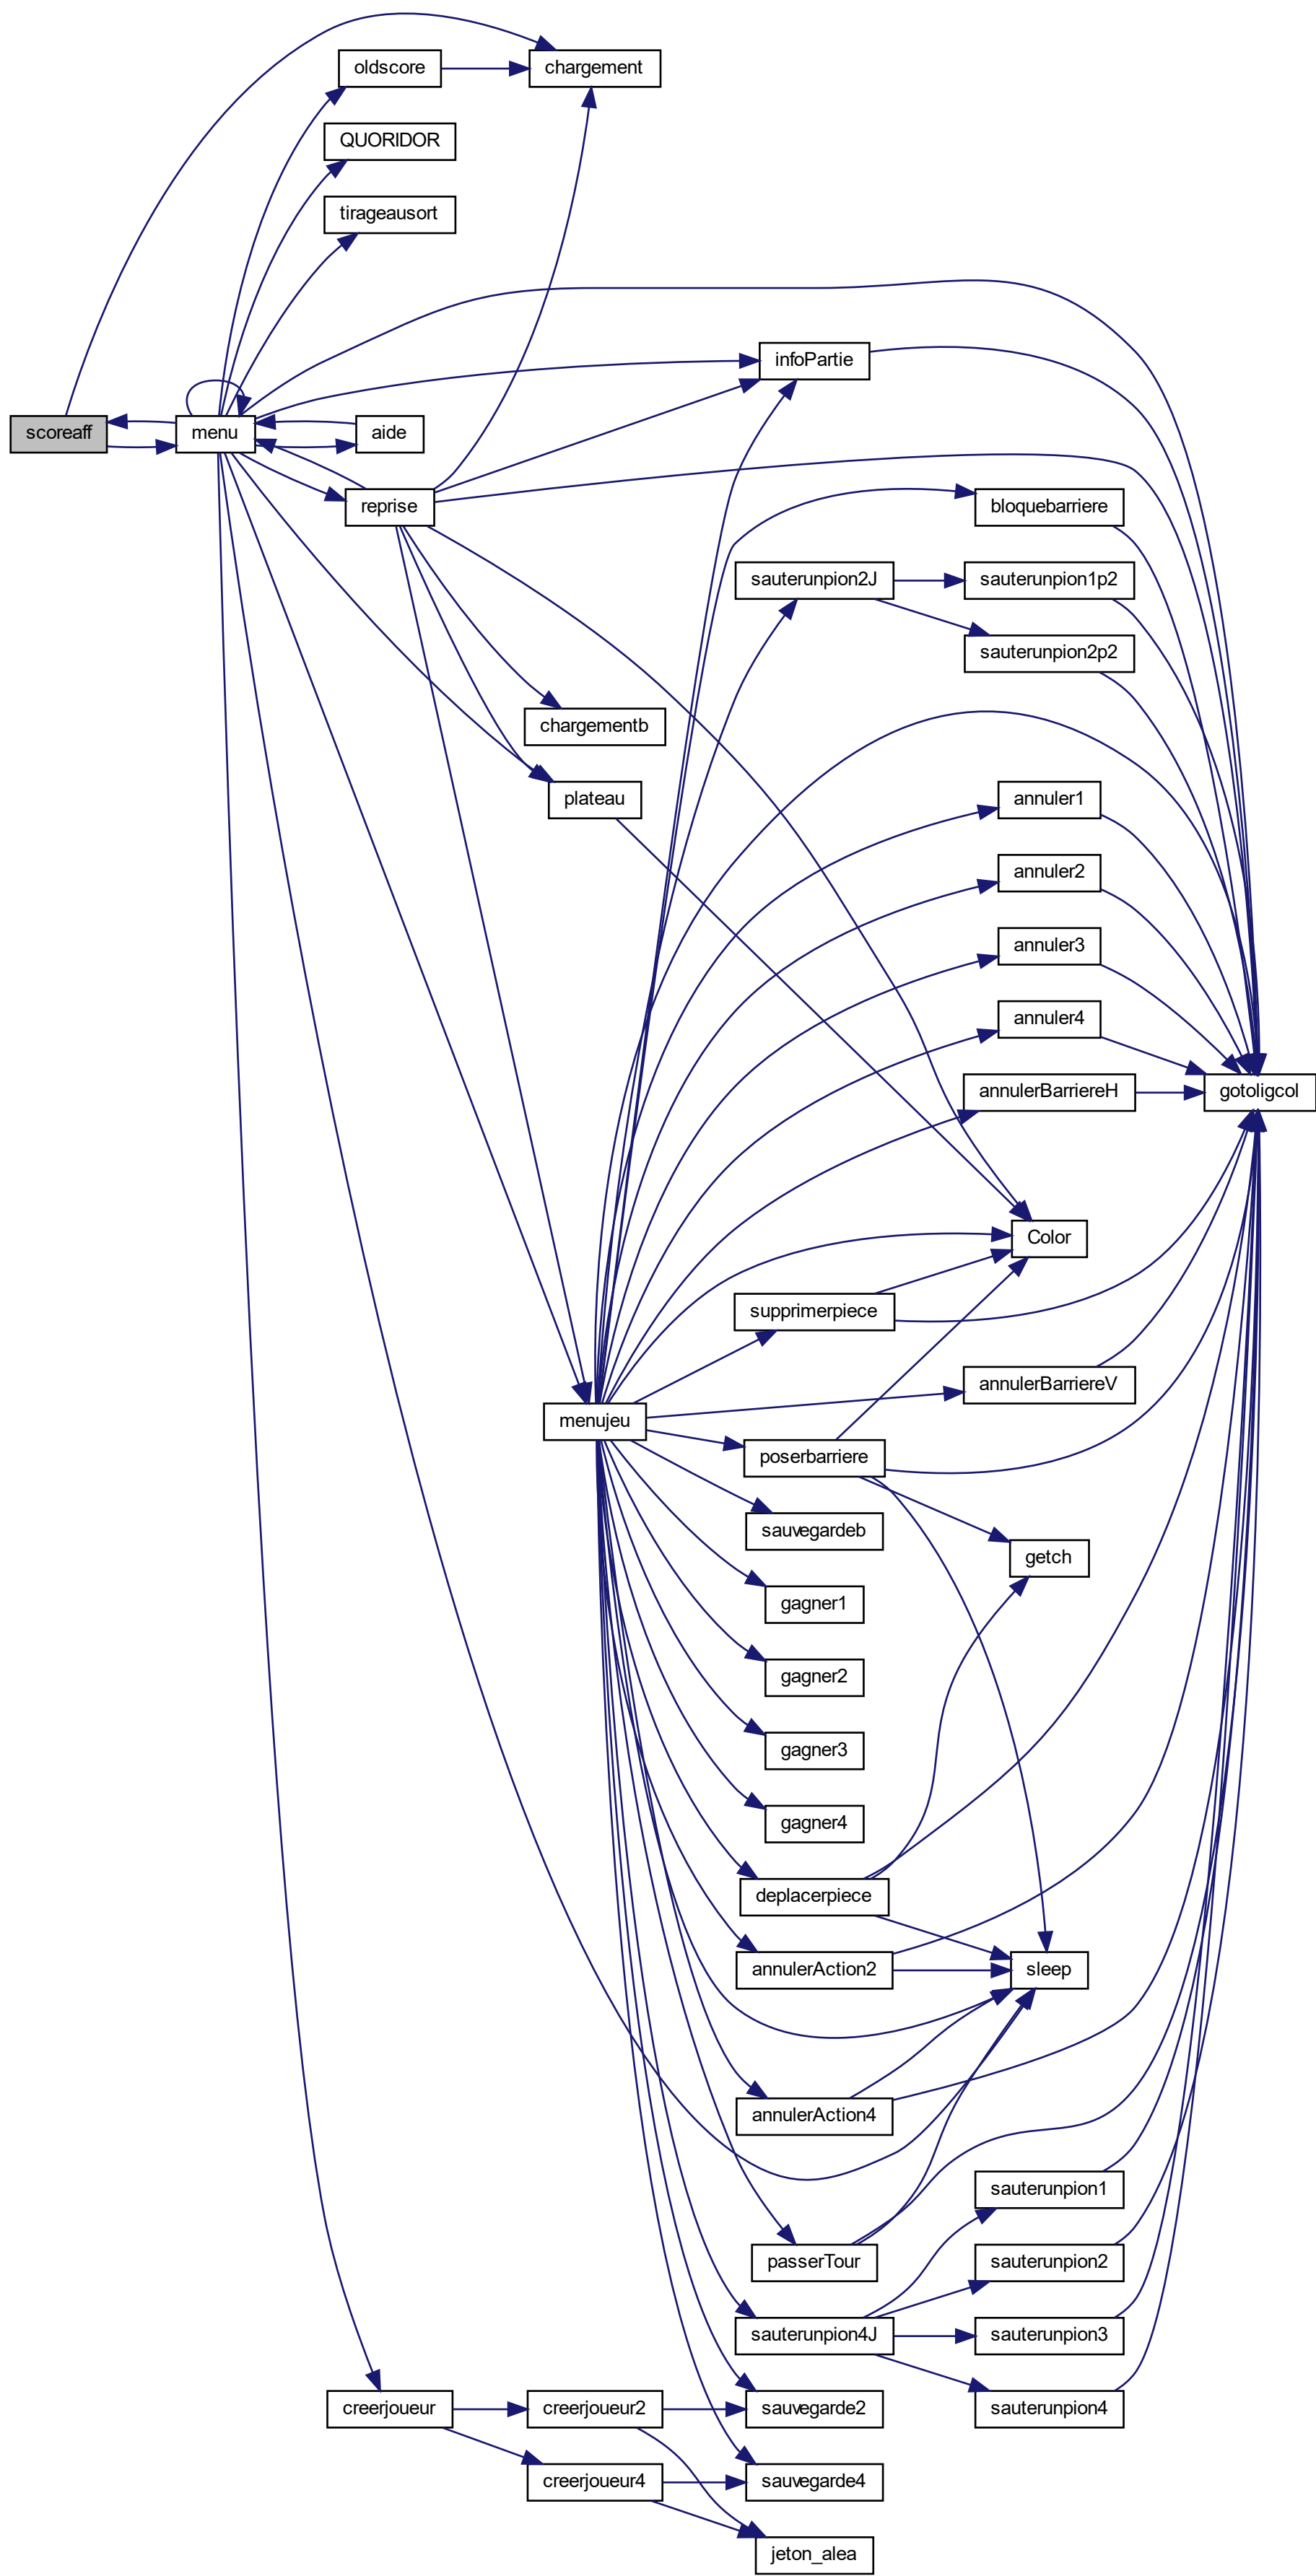 oldscore
chargement
QUORIDOR
tirageausort
infoPartie
scoreaff
menu
aide
reprise
bloquebarriere
sauterunpion2J
sauterunpion1p2
sauterunpion2p2
chargementb
plateau
annuler1
annuler2
annuler3
annuler4
annulerBarriereH
gotoligcol
Color
supprimerpiece
annulerBarriereV
menujeu
poserbarriere
sauvegardeb
getch
gagner1
gagner2
gagner3
gagner4
deplacerpiece
annulerAction2
sleep
annulerAction4
sauterunpion1
passerTour
sauterunpion2
sauterunpion4J
sauterunpion3
creerjoueur
creerjoueur2
sauvegarde2
sauterunpion4
creerjoueur4
sauvegarde4
jeton_alea